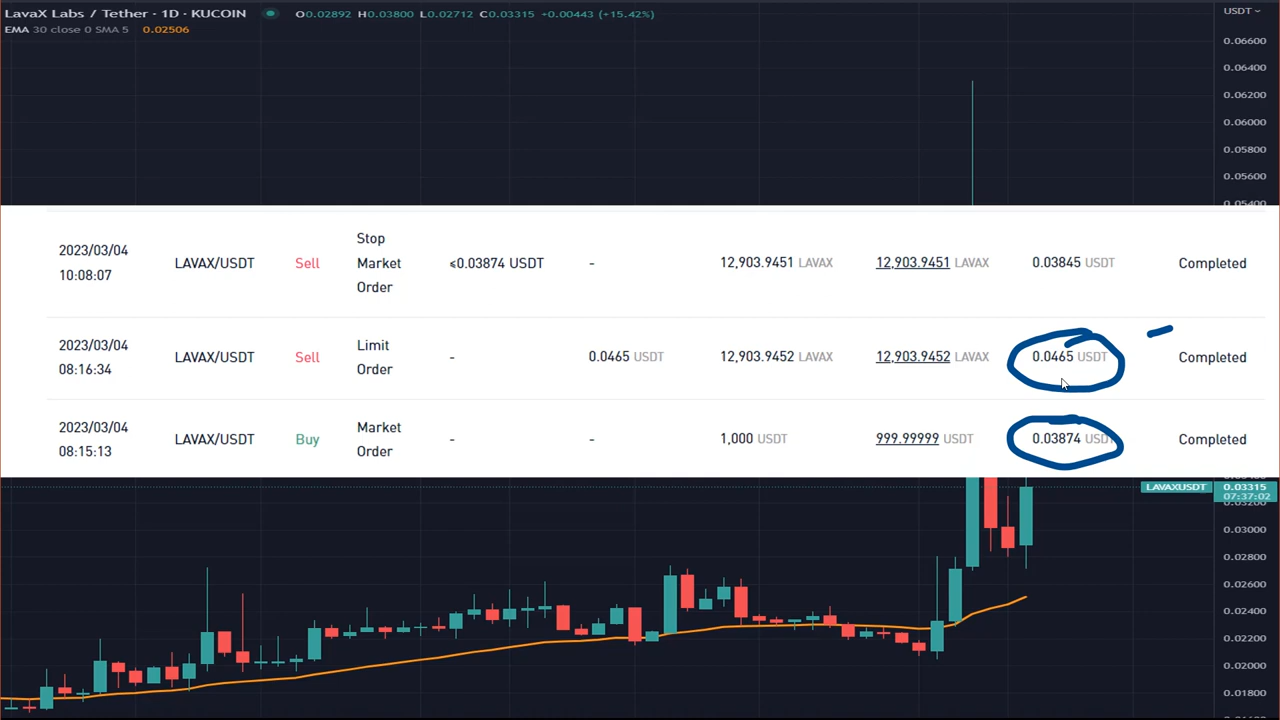 LavaX Labs / Tether · 1D · KUCOIN O0.02892 H0.03800 L0.02712 C0.03315 +0.00443 (+15.42%) USDT
EMA 30 close 0 SMA 5 0.02506
0.06600
0.06400
0.06200
0.06000
0.05800
0.05600
0.05400
2023/03/04
10:08:07
LAVAX/USDT
Sell
Stop
Market
Order
≤0.03874 USDT
-
12,903.9451 LAVAX
12,903.9451 LAVAX
0.03845 USDT
Completed
2023/03/04
08:16:34
LAVAX/USDT
Sell
Limit
Order
-
0.0465 USDT
12,903.9452 LAVAX
12,903.9452 LAVAX
0.0465 USDT
Completed
2023/03/04
08:15:13
LAVAX/USDT
Buy
Market
Order
-
-
1,000 USDT
999.99999 USDT
0.03874 USDT
Completed
LAVAXUSDT 0.03315
07:37:02
0.03200
0.03000
0.02800
0.02600
0.02400
0.02200
0.02000
0.01800